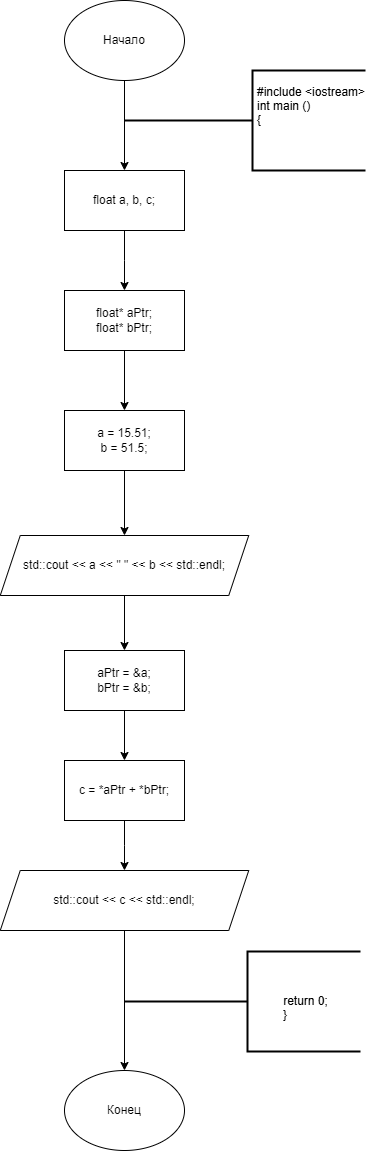 Начало
#include <iostream>
int main ()
{
float a, b, c;
float* aPtr;
float* bPtr;
a = 15.51;
b = 51.5;
std::cout << a << " " << b << std::endl;
aPtr = &a;
bPtr = &b;
c = *aPtr + *bPtr;
std::cout << c << std::endl;
return 0;
}
Конец